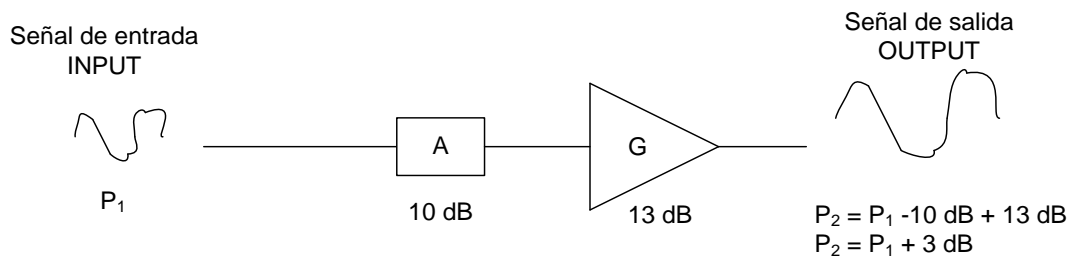 Señal de entrada
INPUT
Señal de salida
OUTPUT
A
G
P₁
10 dB
13 dB
P₂ = P₁ -10 dB + 13 dB
P₂ = P₁ + 3 dB